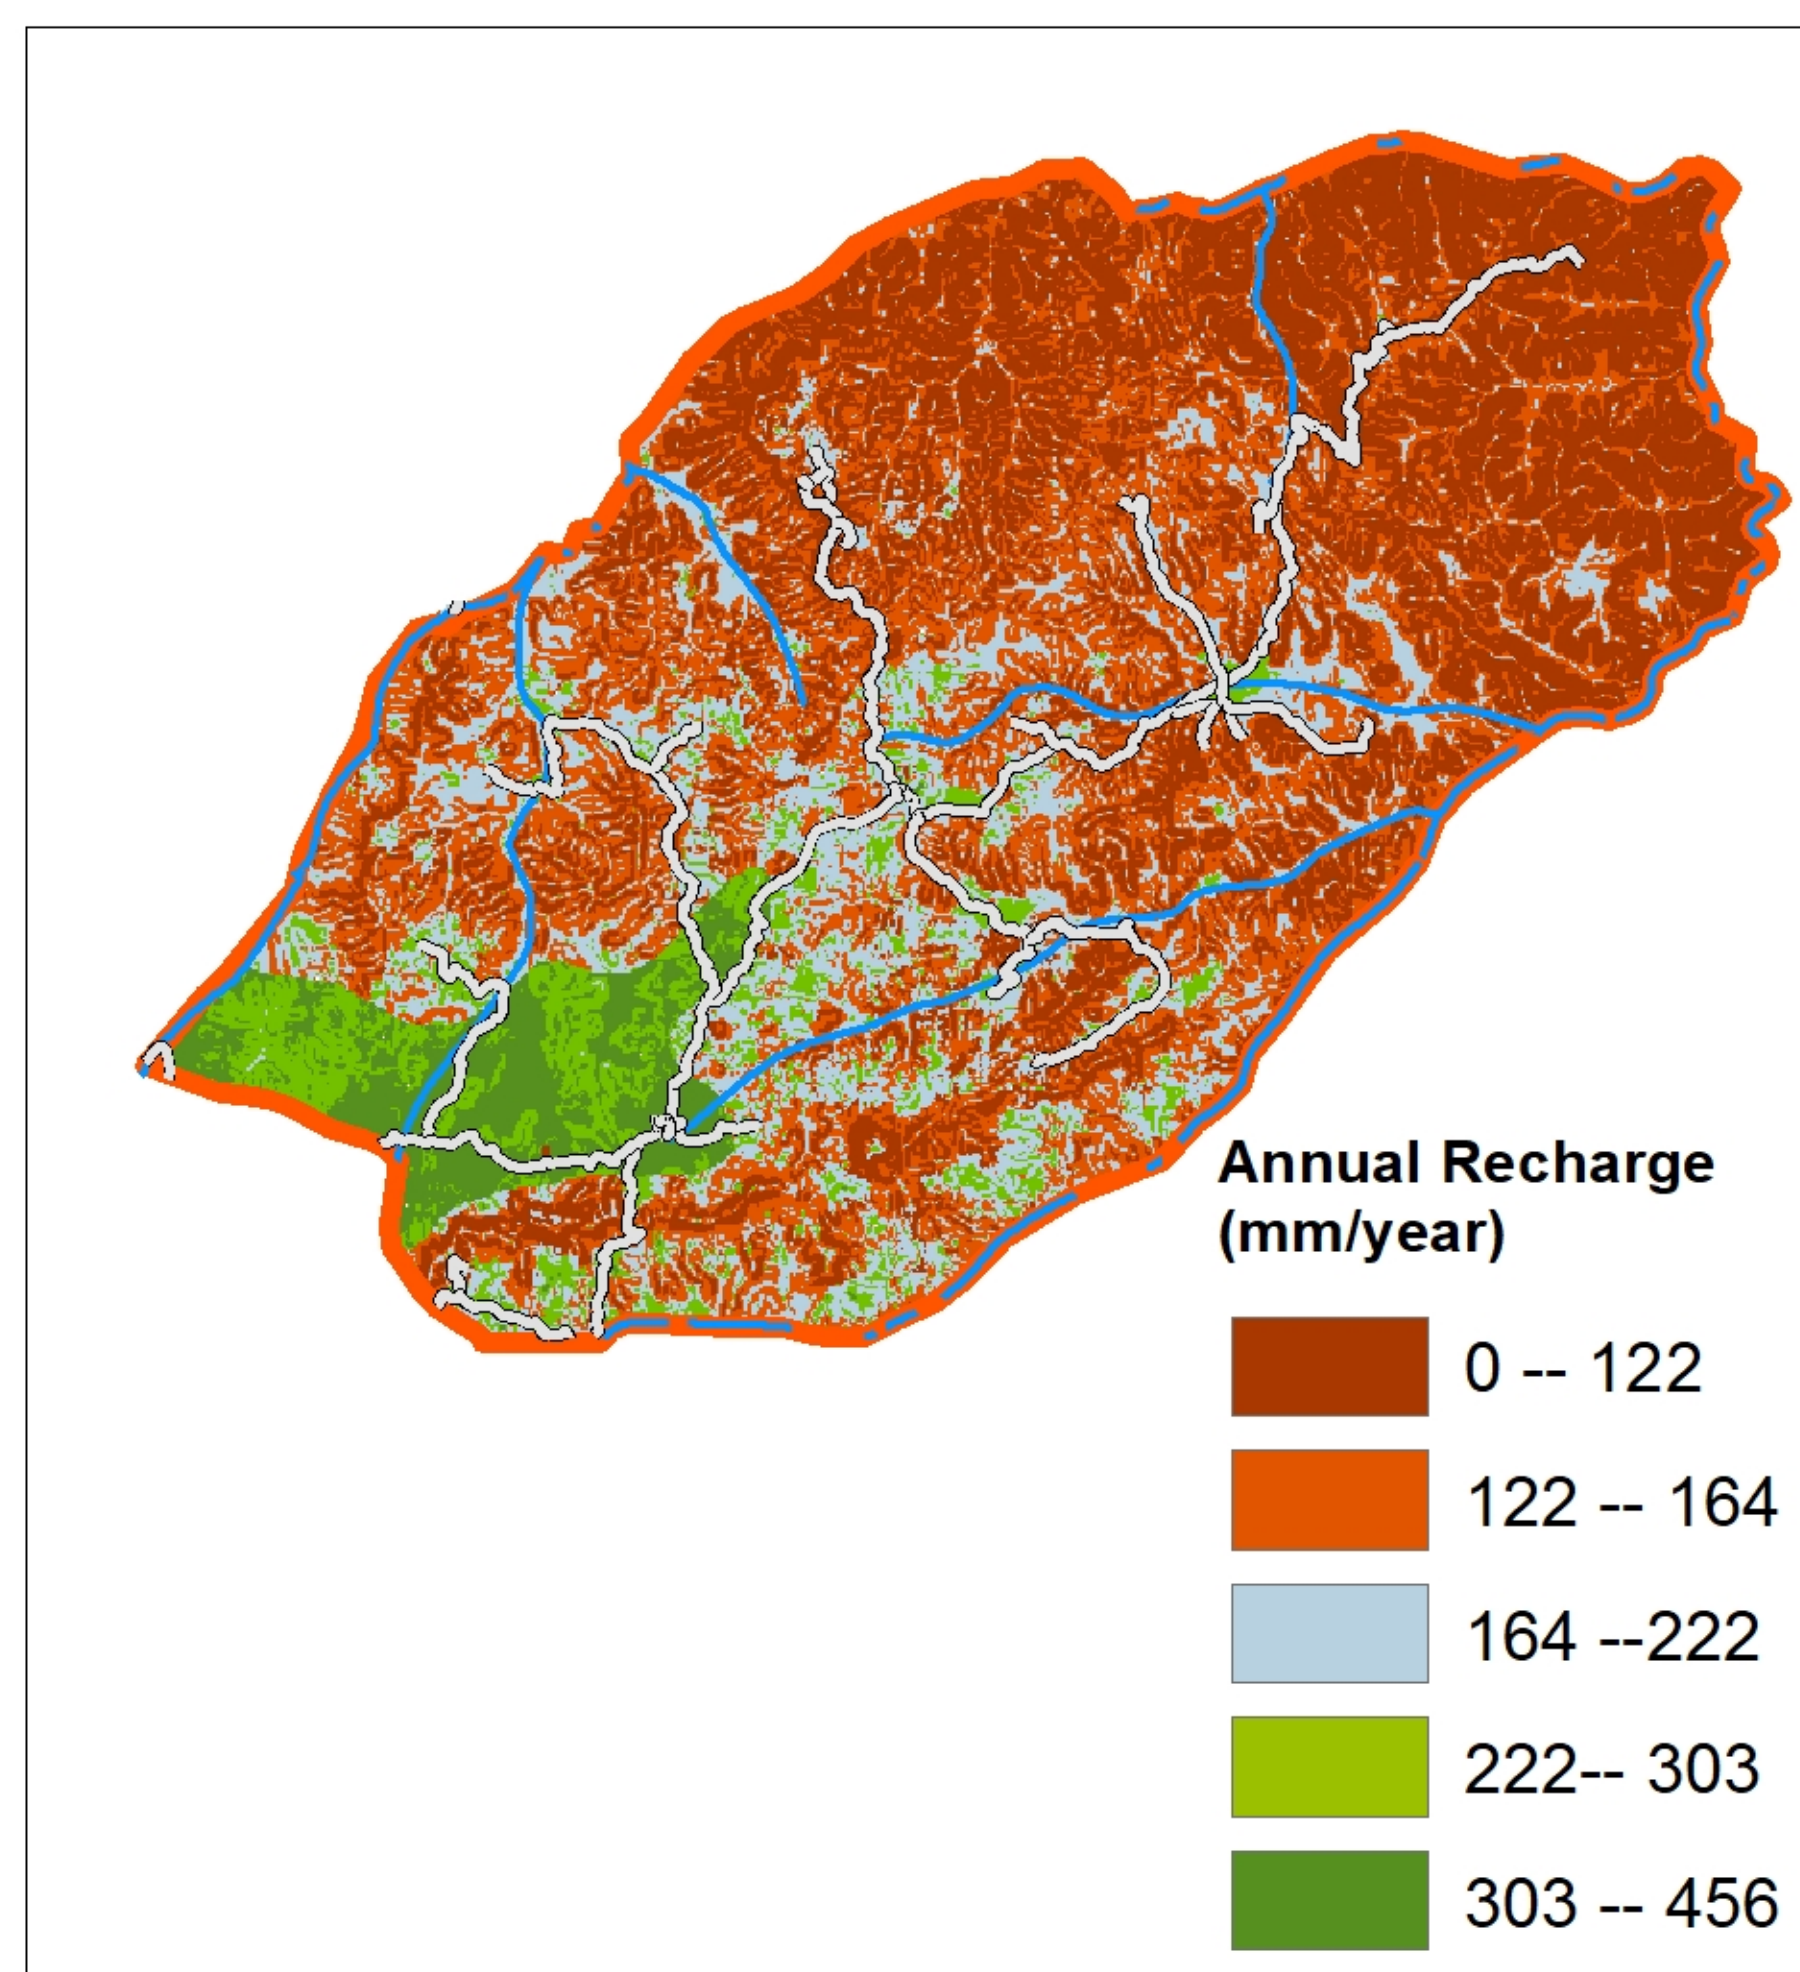 Annual Recharge
(mm/year)
0 -- 122
122 -- 164
164 --222
222-- 303
303 -- 456